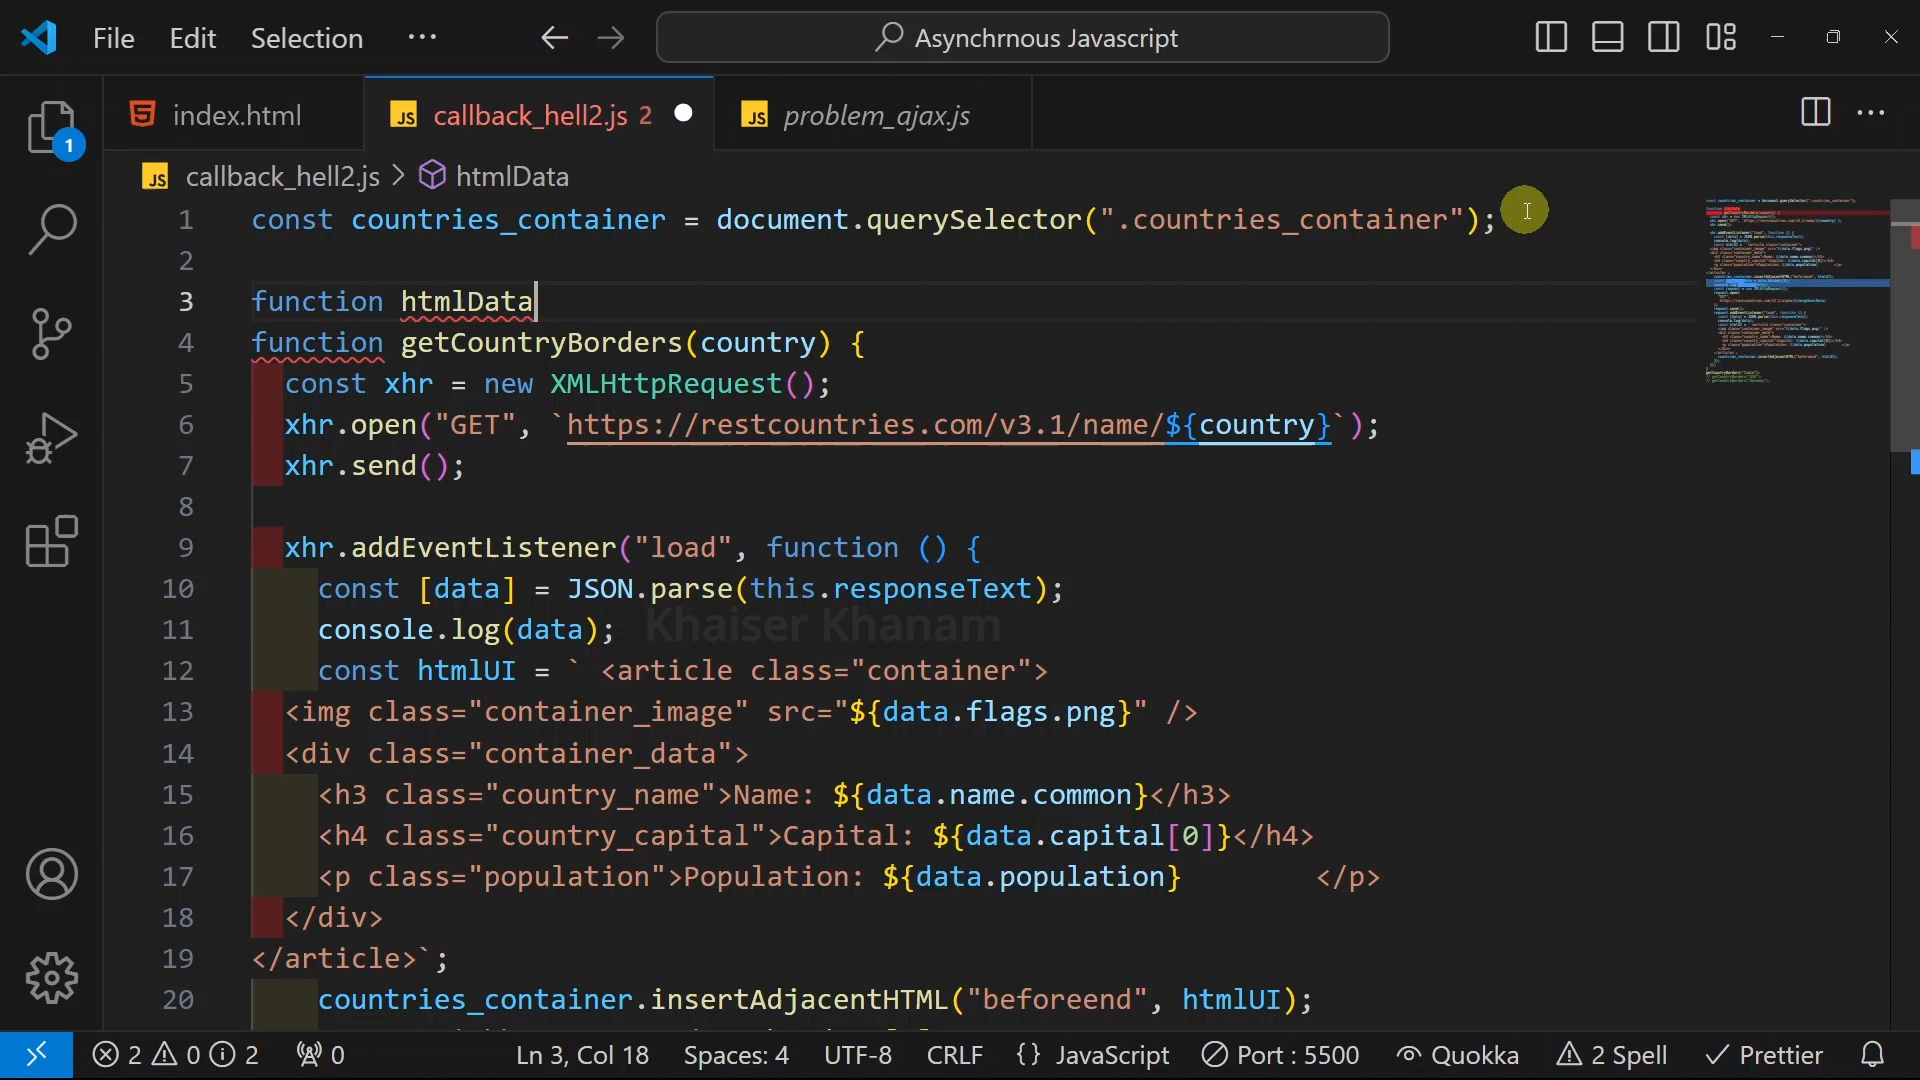 File Edit Selection ··· Asynchrnous Javascript
index.html callback_hell2.js 2 problem_ajax.js
1
callback_hell2.js > htmlData
1 const countries_container = document.querySelector(".countries_container");
2
3 function htmlData
4 function getCountryBorders(country) {
5 const xhr = new XMLHttpRequest();
6 xhr.open("GET", `https://restcountries.com/v3.1/name/${country}`);
7 xhr.send();
8
9 xhr.addEventListener("load", function () {
10 const [data] = JSON.parse(this.responseText);
11 console.log(data);
Khaiser Khanam
12 const htmlUI = ` <article class="container">
13 <img class="container_image" src="${data.flags.png}" />
14 <div class="container_data">
15 <h3 class="country_name">Name: ${data.name.common}</h3>
16 <h4 class="country_capital">Capital: ${data.capital[0]}</h4>
17 <p class="population">Population: ${data.population} </p>
18 </div>
19 </article>`;
20 countries_container.insertAdjacentHTML("beforeend", htmlUI);
2 0 2 0 Ln 3, Col 18 Spaces: 4 UTF-8 CRLF {} JavaScript Port : 5500 Quokka 2 Spell Prettier